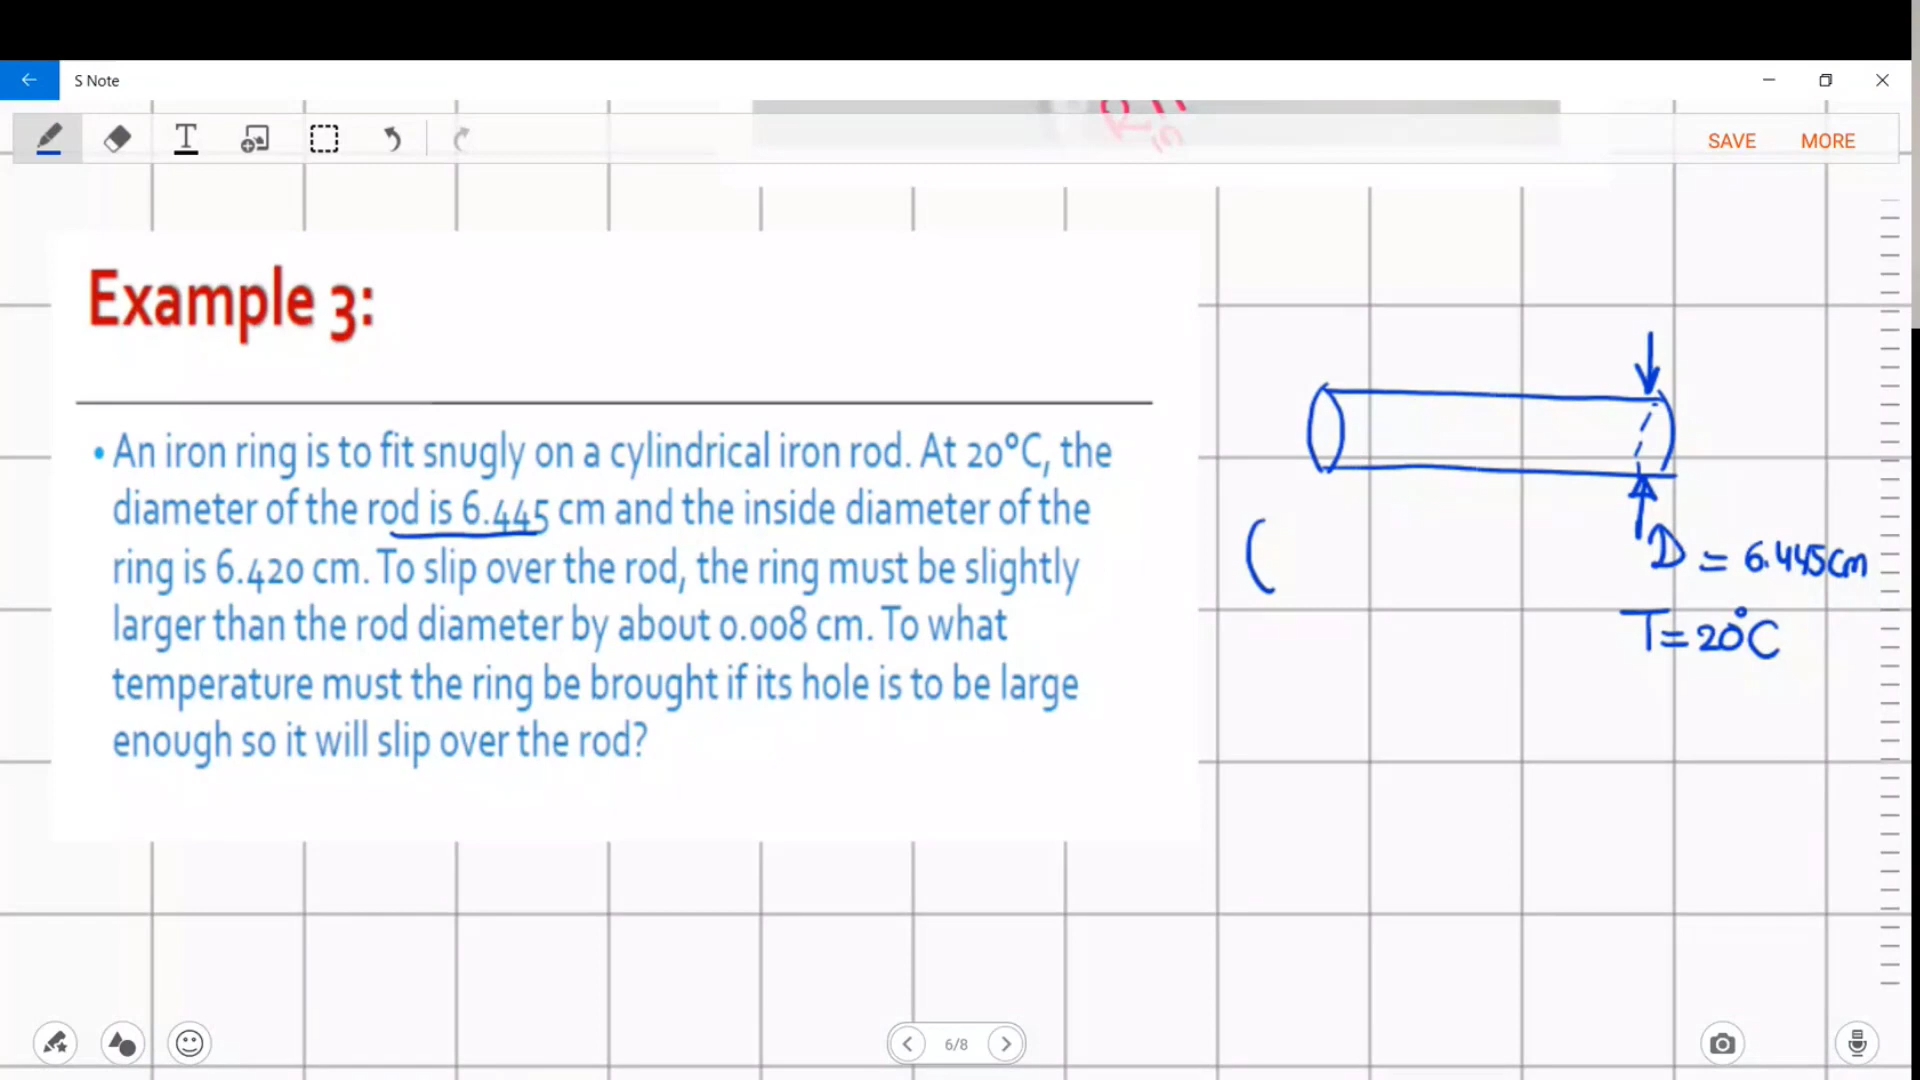 S Note
T
SAVE
MORE
Example 3:
• An iron ring is to fit snugly on a cylindrical iron rod. At 20°C, the
diameter of the rod is 6.445 cm and the inside diameter of the
ring is 6.420 cm. To slip over the rod, the ring must be slightly
larger than the rod diameter by about 0.008 cm. To what
temperature must the ring be brought if its hole is to be large
enough so it will slip over the rod?
D = 6.445cm
T = 20°C
6/8